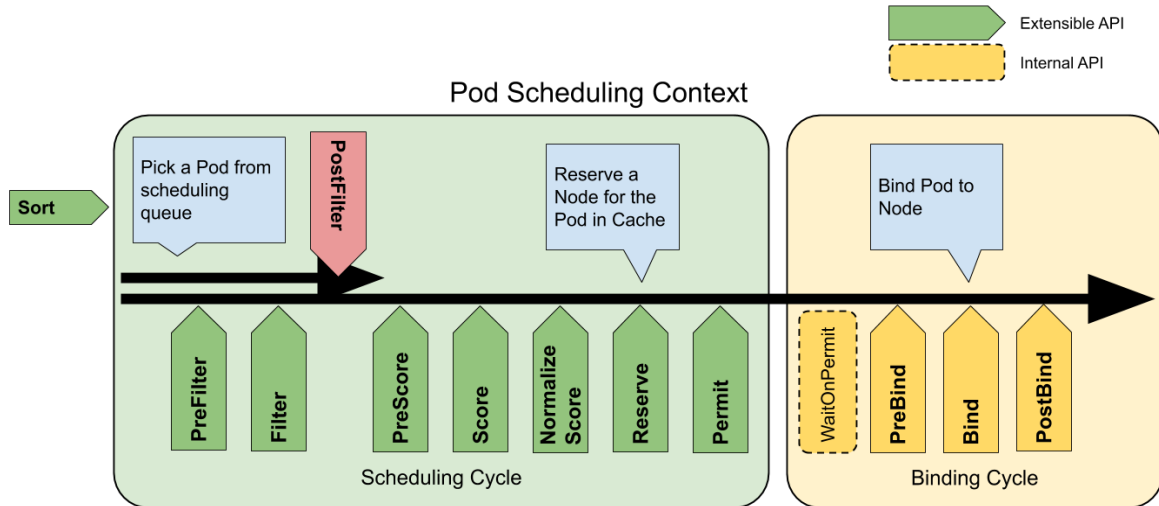 Extensible API
Internal API
Pod Scheduling Context
Pick a Pod from
scheduling
queue
PostFilter
Reserve a
Node for the
Pod in Cache
Bind Pod to
Node
Sort
PreFilter
Filter
PreScore
Score
Normalize
Score
Reserve
Permit
WaitOnPermit
PreBind
Bind
PostBind
Scheduling Cycle
Binding Cycle